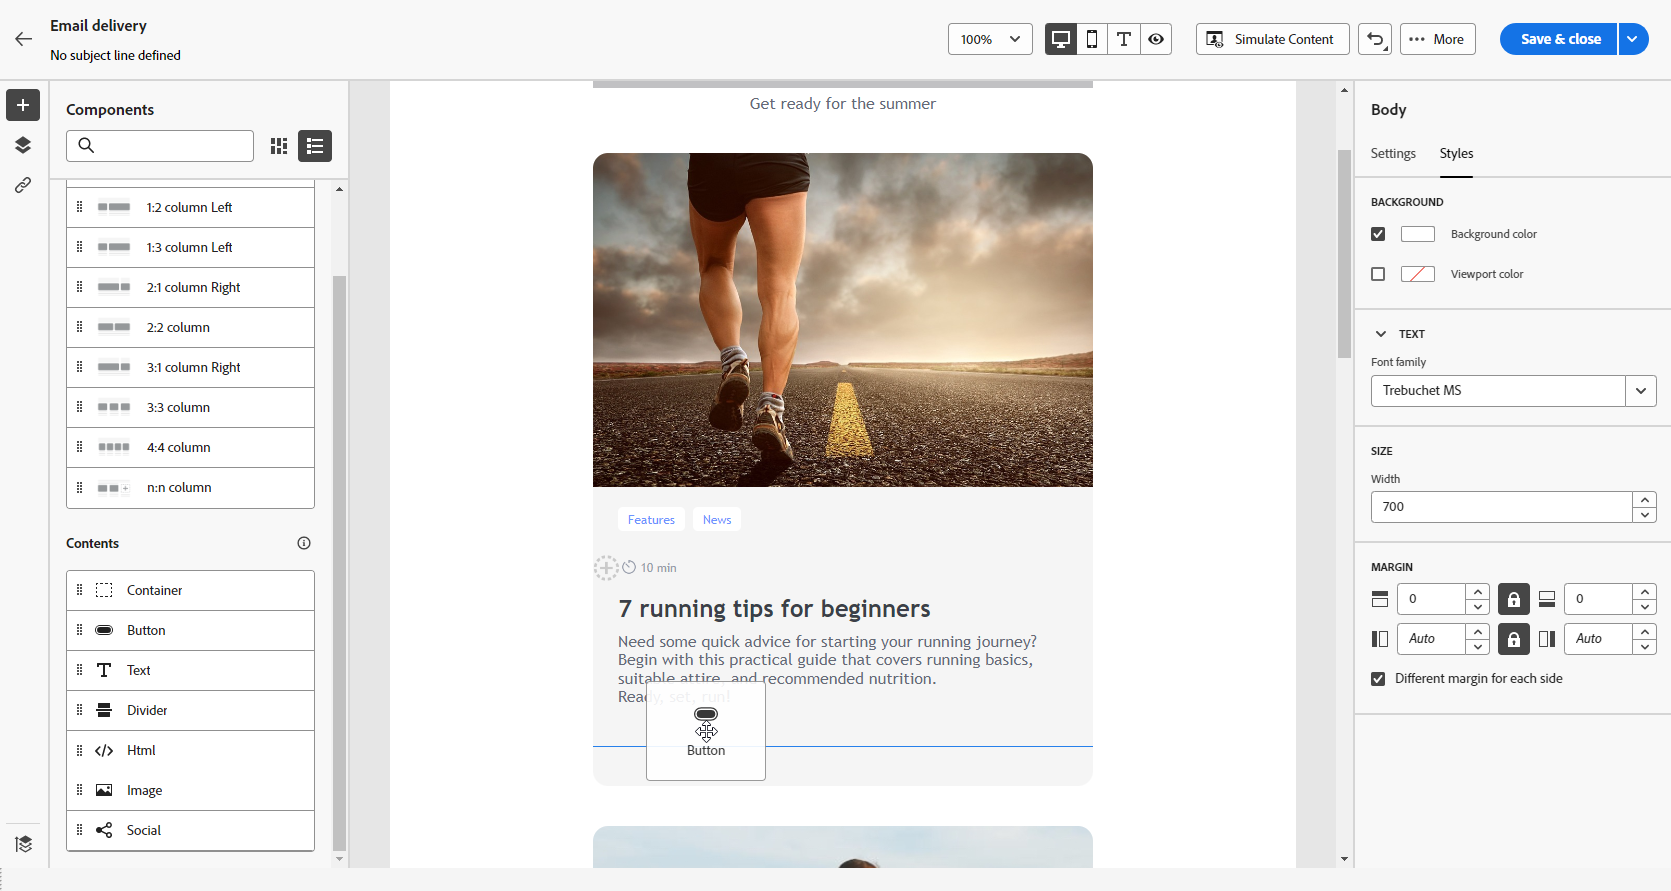 Email delivery
No subject line defined
100%
Simulate Content
More
Save & close
Components
1:2 column Left
1:3 column Left
2:1 column Right
2:2 column
3:1 column Right
3:3 column
4:4 column
n:n column
Contents
Container
Button
Text
Divider
Html
Image
Social
Get ready for the summer
Features News
10 min
7 running tips for beginners
Need some quick advice for starting your running journey?
Begin with this practical guide that covers running basics,
suitable attire, and recommended nutrition.
Ready, set, run!
Button
Body
Settings Styles
BACKGROUND
Background color
Viewport color
TEXT
Font family
Trebuchet MS
SIZE
Width
700
MARGIN
0 0
Auto Auto
Different margin for each side